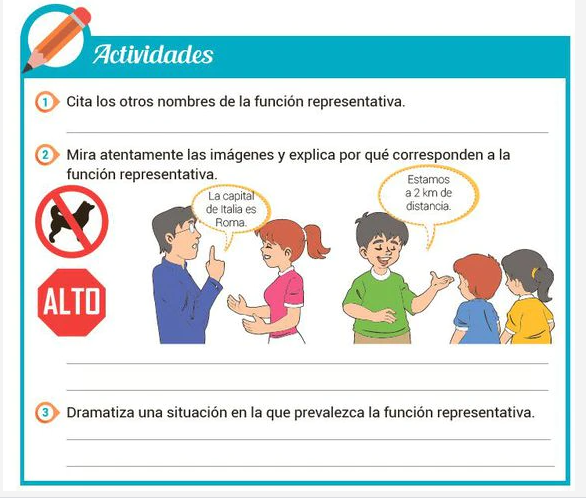 Actividades
1 Cita los otros nombres de la función representativa.
2 Mira atentamente las imágenes y explica por qué corresponden a la
función representativa.
La capital
de Italia es
Roma.
Estamos
a 2 km de
distancia.
ALTO
3 Dramatiza una situación en la que prevalezca la función representativa.